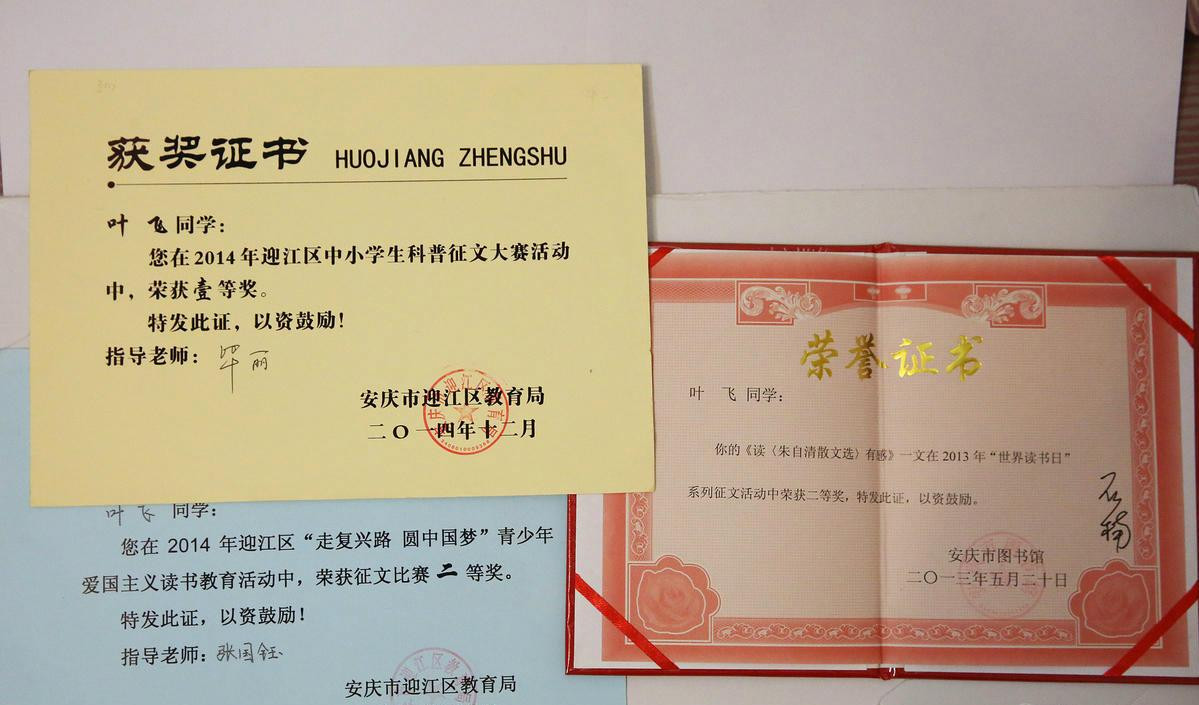 获奖证书 HUOJIANG ZHENGSHU
叶 飞 同学：
您在2014年迎江区中小学生科普征文大赛活动
中，荣获壹等奖。
特发此证，以资鼓励！
指导老师： 毕丽
安庆市迎江区教育局
二〇一四年十二月
叶飞 同学：
您在 2014 年迎江区“走复兴路 圆中国梦”青少年
爱国主义读书教育活动中，荣获征文比赛 二 等奖。
特发此证，以资鼓励！
指导老师：张国钰
安庆市迎江区教育局
荣誉证书
叶 飞 同学：
你的《读〈朱自清散文选〉有感》一文在 2013 年“世界读书日”
系列征文活动中荣获二等奖，特发此证，以资鼓励。
安庆市图书馆
二〇一三年五月二十日